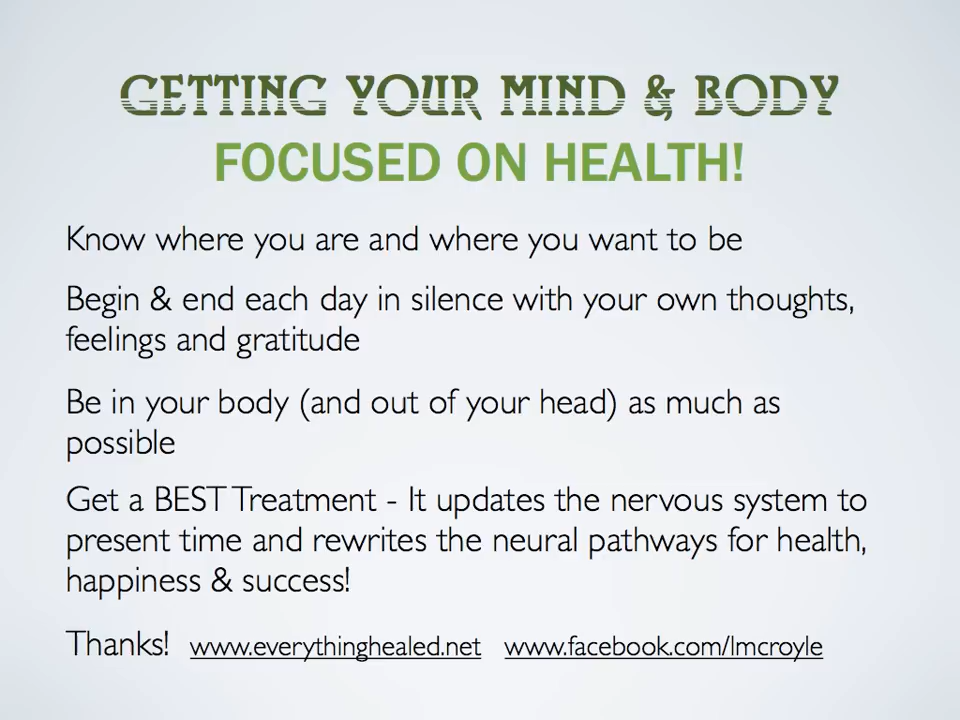 GETTING YOUR MIND & BODY
FOCUSED ON HEALTH!
Know where you are and where you want to be
Begin & end each day in silence with your own thoughts,
feelings and gratitude
Be in your body (and out of your head) as much as
possible
Get a BEST Treatment - It updates the nervous system to
present time and rewrites the neural pathways for health,
happiness & success!
Thanks! www.everythinghealed.net www.facebook.com/lmcroyle